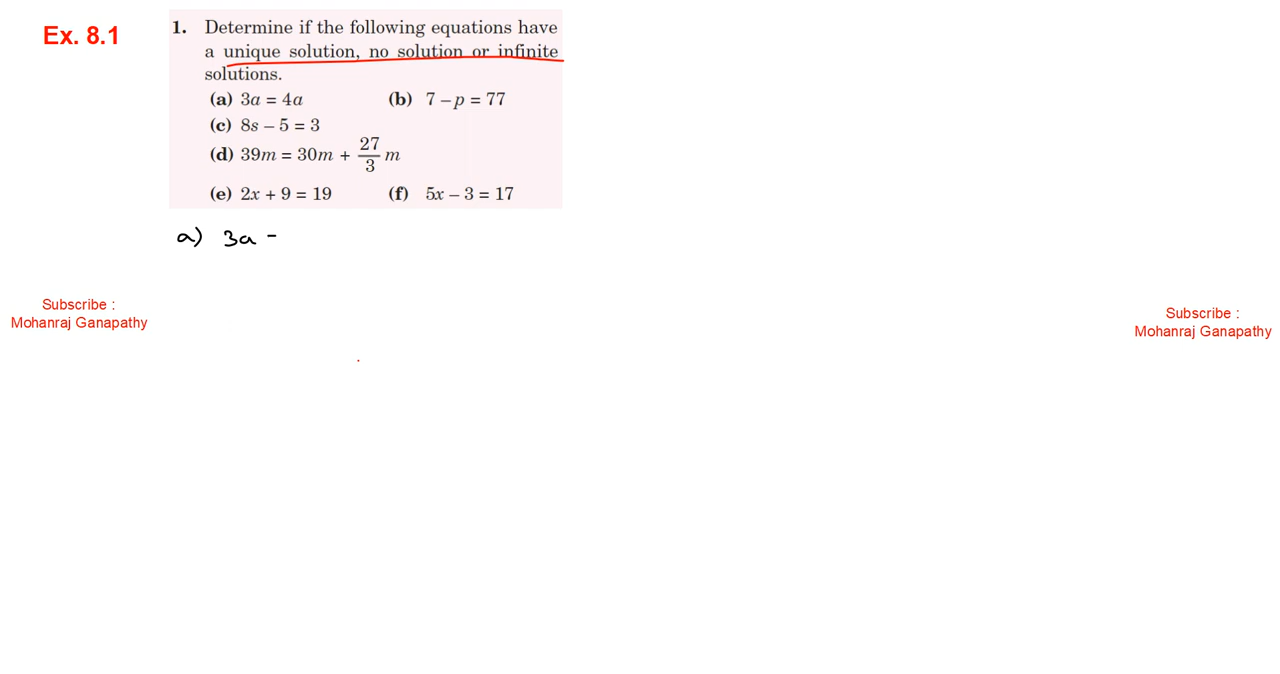 Ex. 8.1
1. Determine if the following equations have
a unique solution, no solution or infinite
solutions.
(a) 3a = 4a (b) 7 – p = 77
(c) 8s – 5 = 3
(d) 39m = 30m + 27/3 m
(e) 2x + 9 = 19 (f) 5x – 3 = 17
a) 3a -
Subscribe :
Mohanraj Ganapathy
Subscribe :
Mohanraj Ganapathy